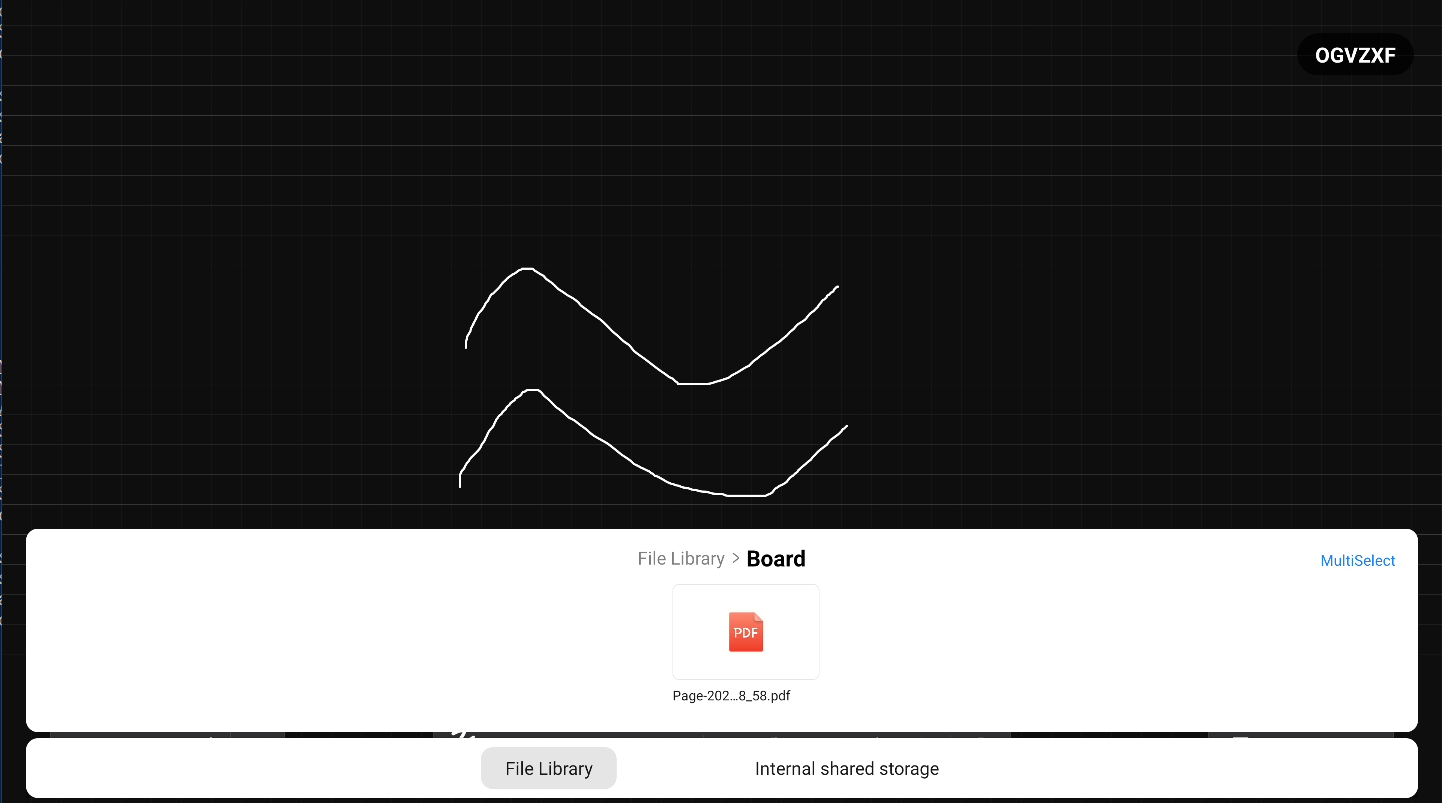 OGVZXF
File Library > Board
MultiSelect
PDF
Page-202...8_58.pdf
File Library
Internal shared storage